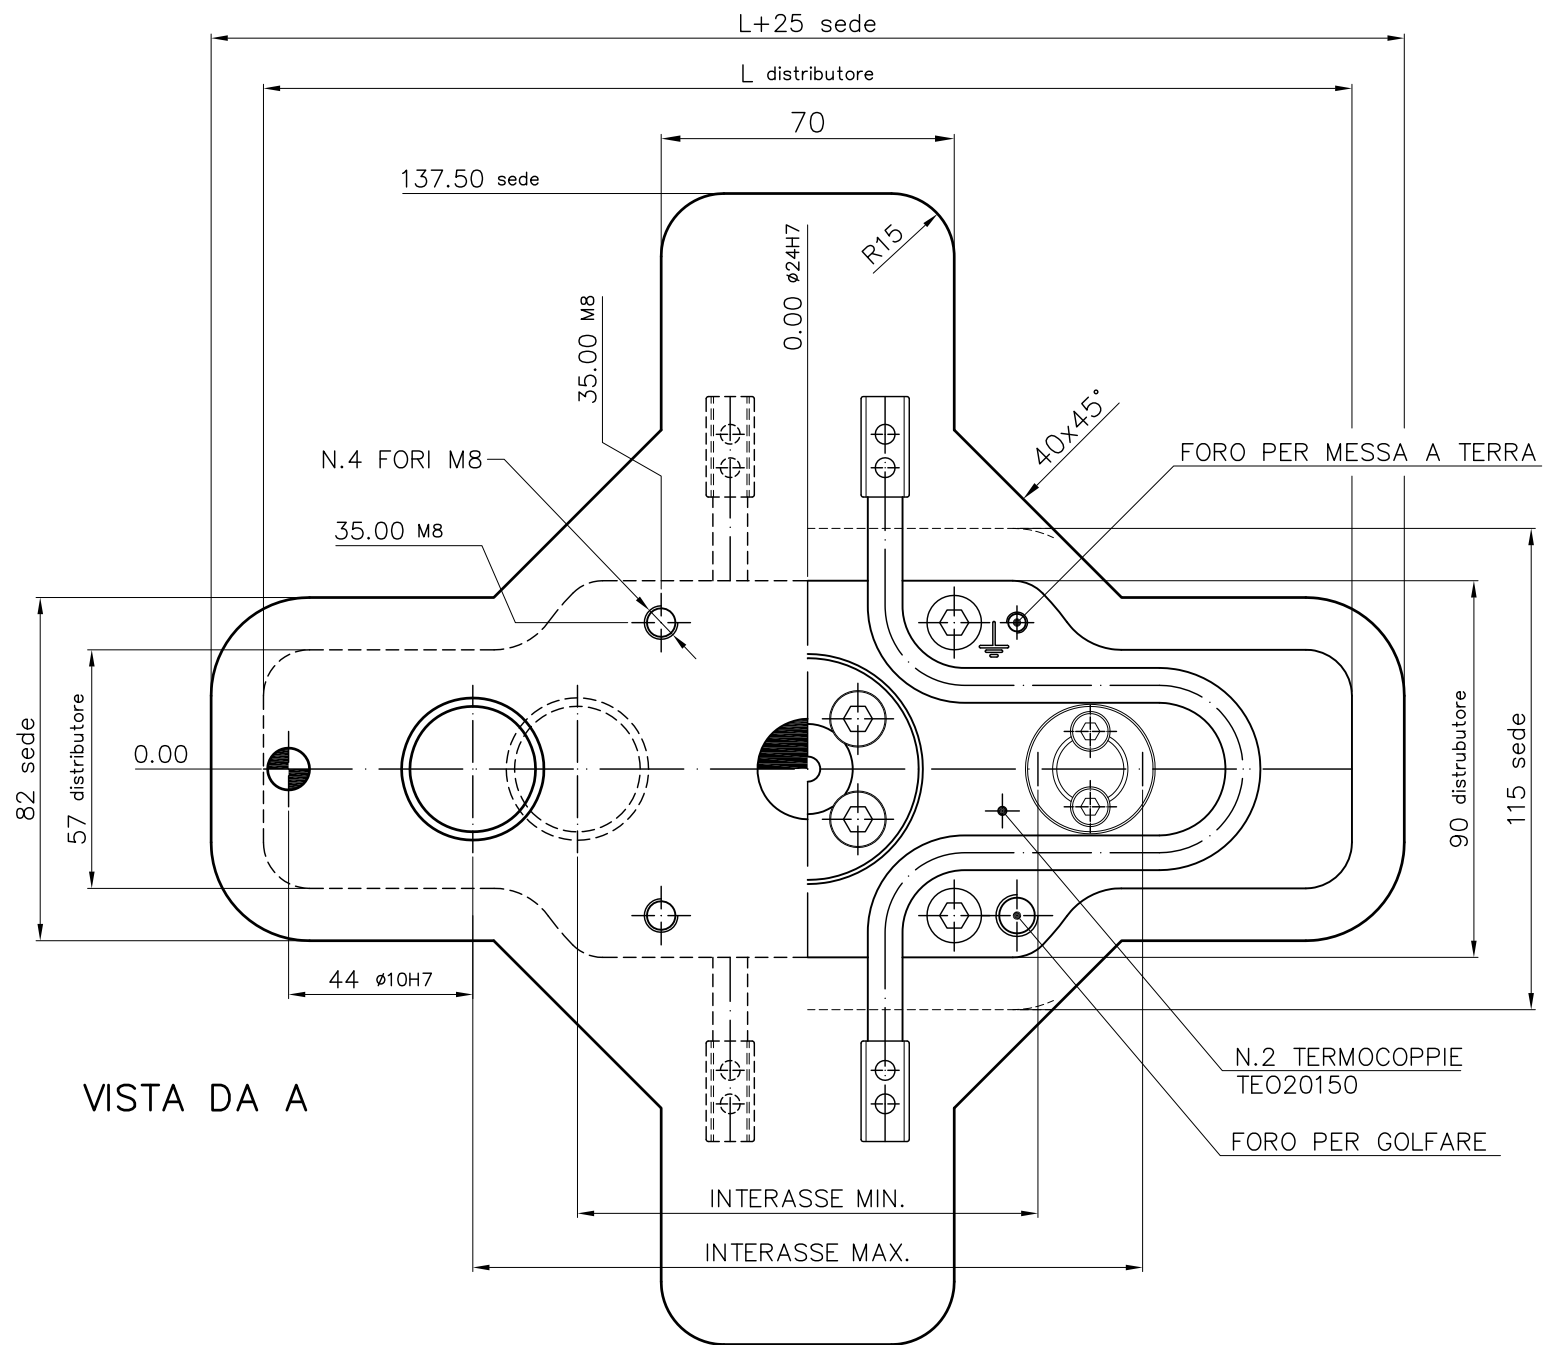 L+25 sede
L distributore
70
137.50 sede
R15
0.00 ø24H7
35.00 M8
40x45°
FORO PER MESSA A TERRA
N.4 FORI M8
35.00 M8
0.00
82 sede
57 distributore
90 distrubutore
115 sede
44 ø10H7
N.2 TERMOCOPPIE
TEO20150
VISTA DA A
FORO PER GOLFARE
INTERASSE MIN.
INTERASSE MAX.